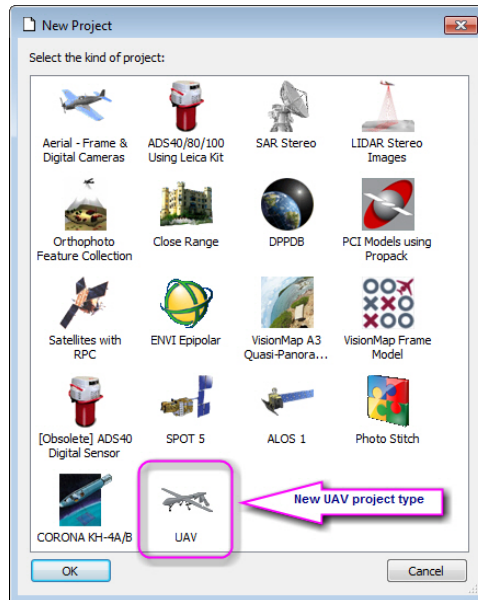 New Project
Select the kind of project:
Aerial - Frame &
Digital Cameras
ADS40/80/100
Using Leica Kit
SAR Stereo
LIDAR Stereo
Images
Orthophoto
Feature Collection
Close Range
DPPDB
PCI Models using
Propack
Satellites with
RPC
ENVI Epipolar
VisionMap A3
Quasi-Panora...
VisionMap Frame
Model
[Obsolete] ADS40
Digital Sensor
SPOT 5
ALOS 1
Photo Stitch
CORONA KH-4A/B
UAV
New UAV project type
OK
Cancel